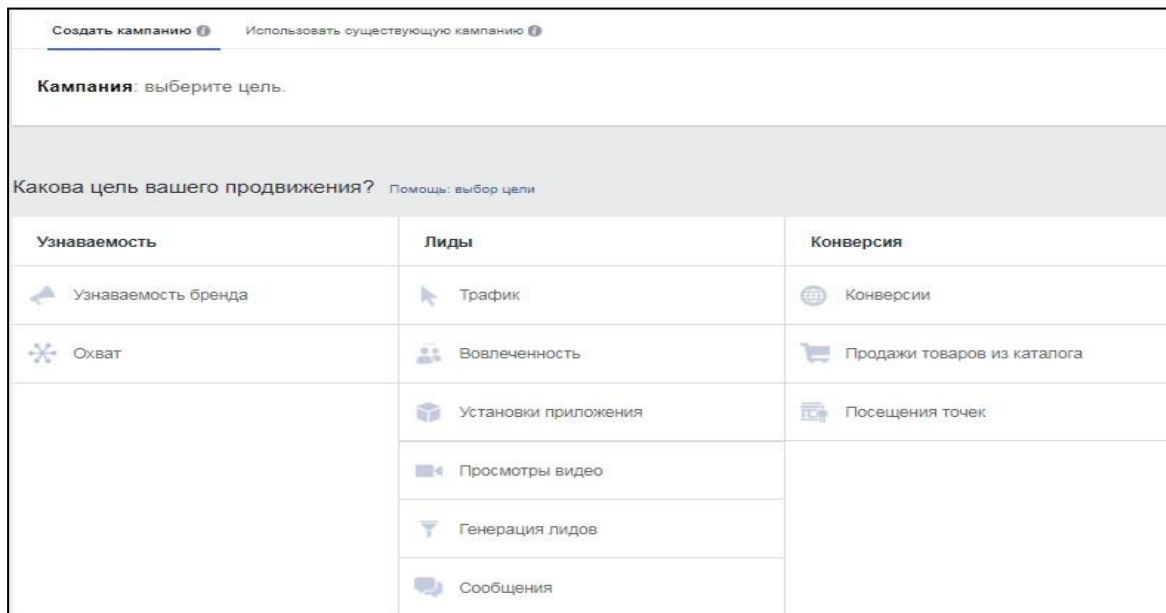 Создать кампанию Использовать существующую кампанию
Кампания: выберите цель.
Какова цель вашего продвижения? Помощь: выбор цели
Узнаваемость Лиды Конверсия
Узнаваемость бренда Трафик Конверсии
Охват Вовлеченность Продажи товаров из каталога
Установки приложения Посещения точек
Просмотры видео
Генерация лидов
Сообщения